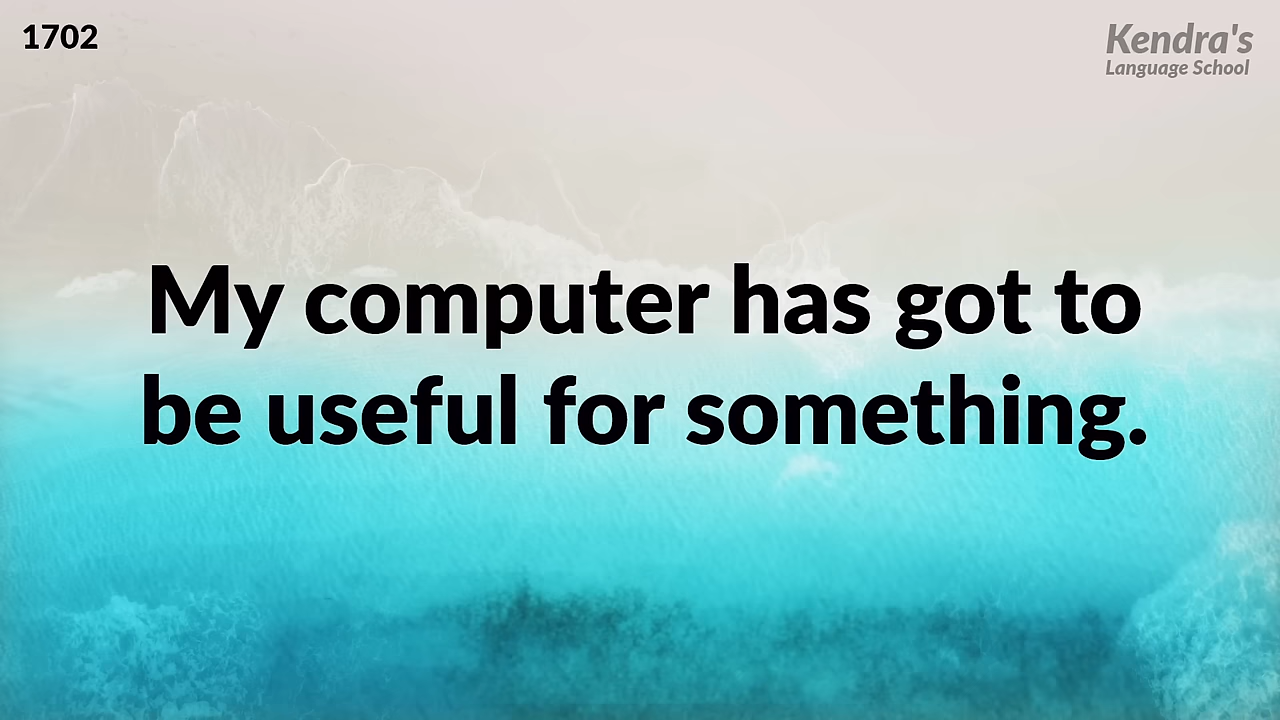 1702
Kendra's
Language School
My computer has got to
be useful for something.